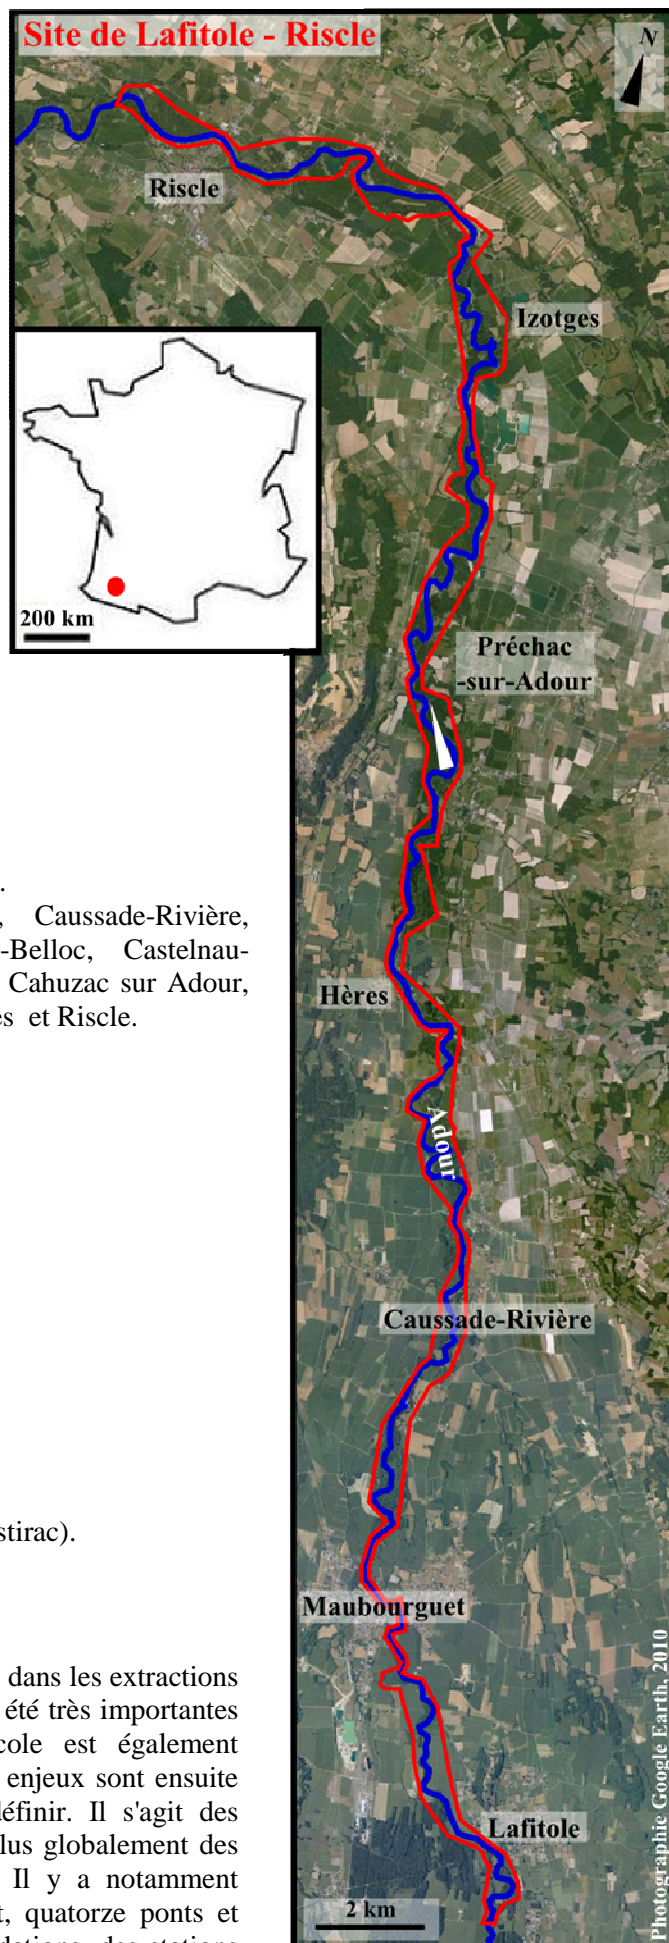 Site de Lafitole - Riscle
N
Riscle
Izotges
200 km
Préchac
-sur-Adour
.
, Caussade-Rivière,
-Belloc, Castelnau-
Cahuzac sur Adour,
es et Riscle.
Hères
Adour
Caussade-Rivière
stirac).
Maubourguet
dans les extractions
été très importantes
cole est également
enjeux sont ensuite
définir. Il s'agit des
lus globalement des
Il y a notamment
t, quatorze ponts et
Lafitole
2 km
Photographie Google Earth, 2010